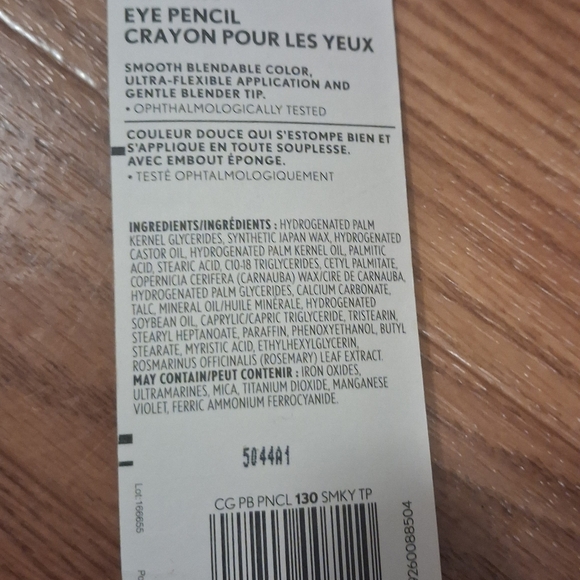 EYE PENCIL
CRAYON POUR LES YEUX
SMOOTH BLENDABLE COLOR,
ULTRA-FLEXIBLE APPLICATION AND
GENTLE BLENDER TIP.
• OPHTHALMOLOGICALLY TESTED
COULEUR DOUCE QUI S'ESTOMPE BIEN ET
S'APPLIQUE EN TOUTE SOUPLESSE.
AVEC EMBOUT ÉPONGE.
• TESTÉ OPHTALMOLOGIQUEMENT
INGREDIENTS/INGRÉDIENTS : HYDROGENATED PALM
KERNEL GLYCERIDES, SYNTHETIC JAPAN WAX, HYDROGENATED
CASTOR OIL, HYDROGENATED PALM KERNEL OIL, PALMITIC
ACID, STEARIC ACID, C10-18 TRIGLYCERIDES, CETYL PALMITATE,
COPERNICIA CERIFERA (CARNAUBA) WAX/CIRE DE CARNAUBA,
HYDROGENATED PALM GLYCERIDES, CALCIUM CARBONATE,
TALC, MINERAL OIL/HUILE MINÉRALE, HYDROGENATED
SOYBEAN OIL, CAPRYLIC/CAPRIC TRIGLYCERIDE, TRISTEARIN,
STEARYL HEPTANOATE, PARAFFIN, PHENOXYETHANOL, BUTYL
STEARATE, MYRISTIC ACID, ETHYLHEXYLGLYCERIN,
ROSMARINUS OFFICINALIS (ROSEMARY) LEAF EXTRACT.
MAY CONTAIN/PEUT CONTENIR : IRON OXIDES,
ULTRAMARINES, MICA, TITANIUM DIOXIDE, MANGANESE
VIOLET, FERRIC AMMONIUM FERROCYANIDE.
5044A1
Lot:166655
CG PB PNCL 130 SMKY TP
9260088504